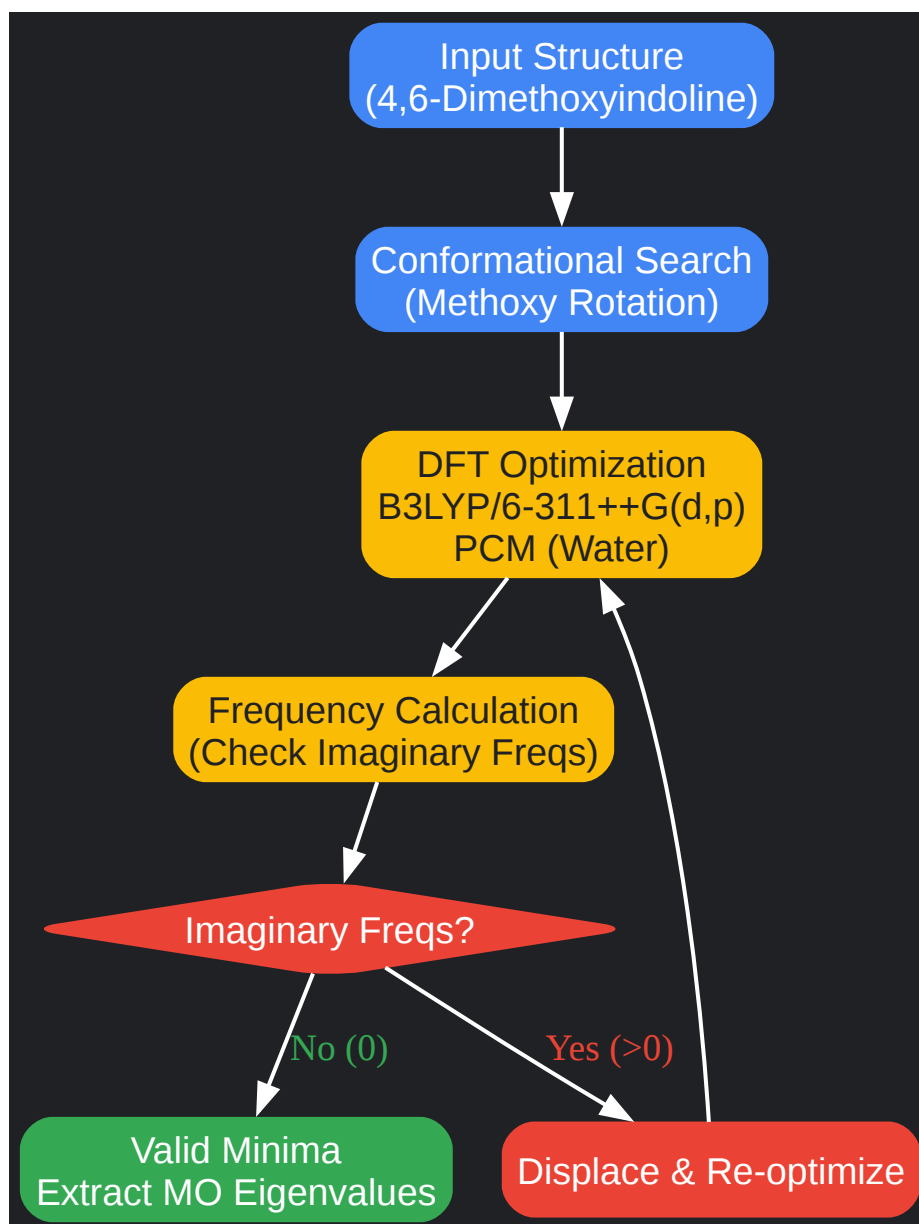 Input Structure
(4,6-Dimethoxyindoline)
Conformational Search
(Methoxy Rotation)
DFT Optimization
B3LYP/6-311++G(d,p)
PCM (Water)
Frequency Calculation
(Check Imaginary Freqs)
Imaginary Freqs?
No (0)
Yes (>0)
Valid Minima
Extract MO Eigenvalues
Displace & Re-optimize